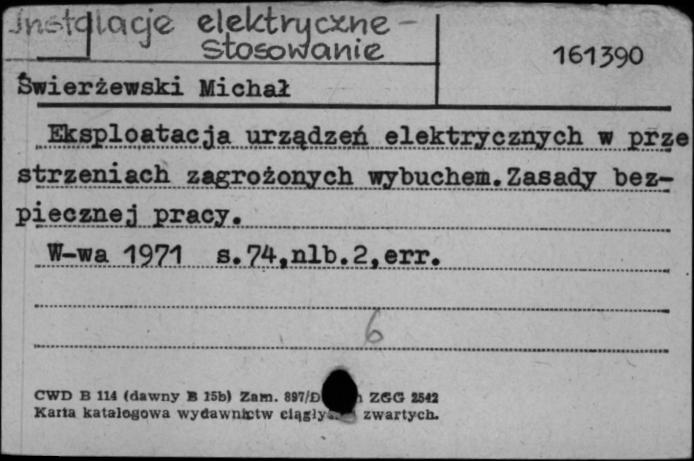 Instalacje elektryczne -
stosowanie
161390
Świerżewski Michał
Eksploatacja urządzeń elektrycznych w prze
strzeniach zagrożonych wybuchem.Zasady bez-
piecznej pracy.
W-wa 1971 s.74,nlb.2,err.
6
CWD B 114 (dawny B 15b) Zam. 897/D ZGG 2542
Karta katalogowa wydawnictw zwartych.